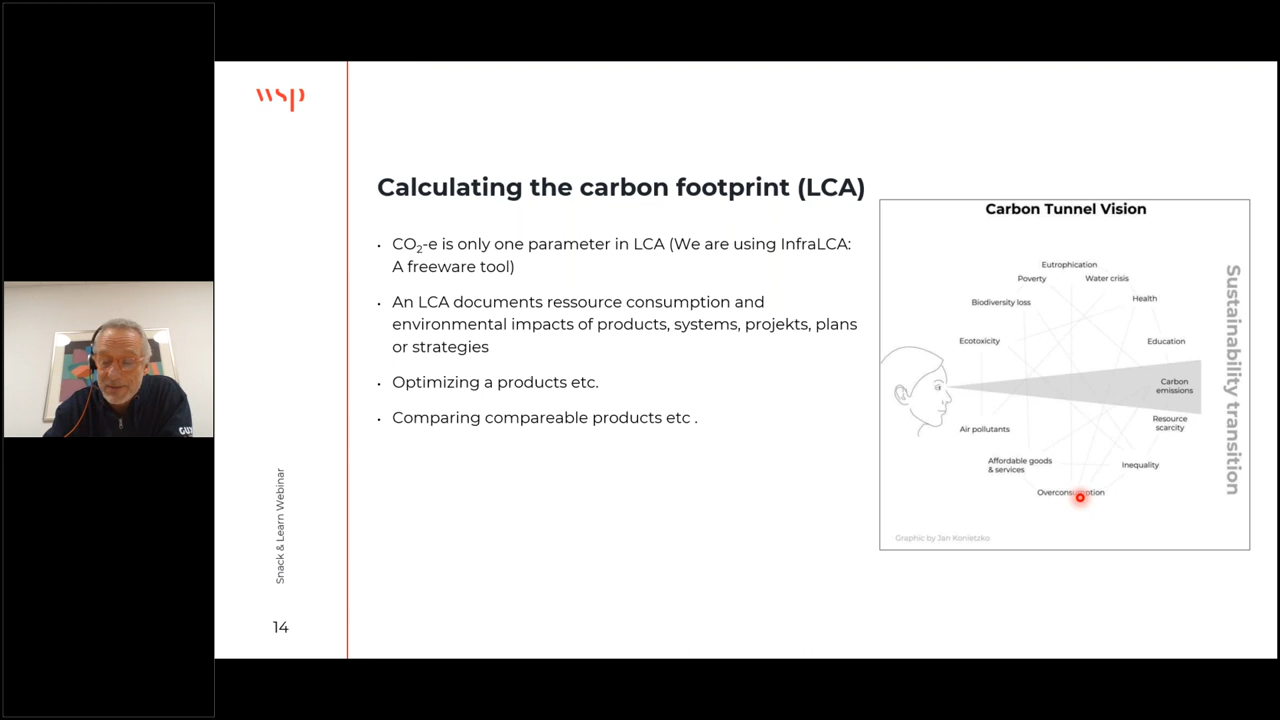 wsp
Calculating the carbon footprint (LCA)
• CO₂-e is only one parameter in LCA (We are using InfraLCA:
A freeware tool)
• An LCA documents ressource consumption and
environmental impacts of products, systems, projekts, plans
or strategies
• Optimizing a products etc.
• Comparing compareable products etc .
Carbon Tunnel Vision
Eutrophication
Poverty
Water crisis
Biodiversity loss
Health
Ecotoxicity
Education
Carbon
emissions
Air pollutants
Resource
scarcity
Affordable goods
& services
Inequality
Overconsumption
Sustainability transition
Graphic by Jan Konietzko
Snack & Learn Webinar
14